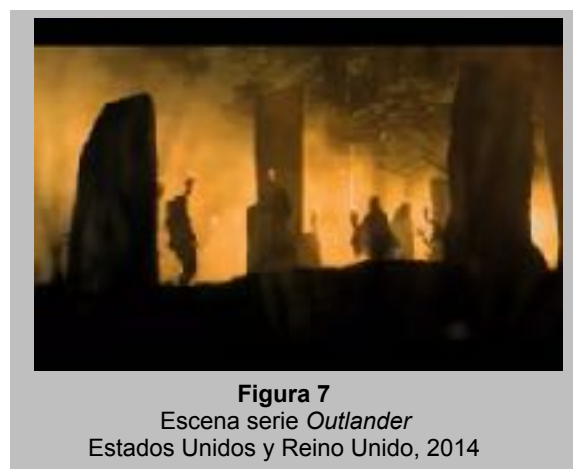 Figura 7
Escena serie Outlander
Estados Unidos y Reino Unido, 2014